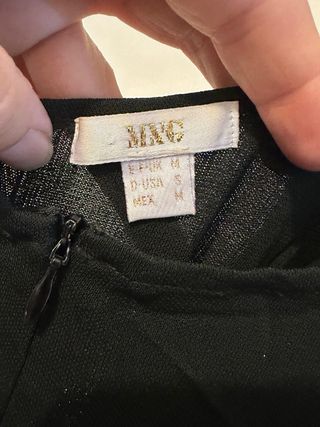 MNG
E-F-UK M
D-USA S
MEX M